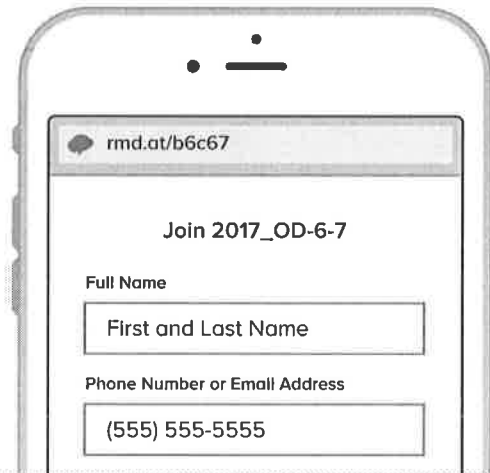 rmd.at/b6c67
Join 2017_OD-6-7
Full Name
First and Last Name
Phone Number or Email Address
(555) 555-5555